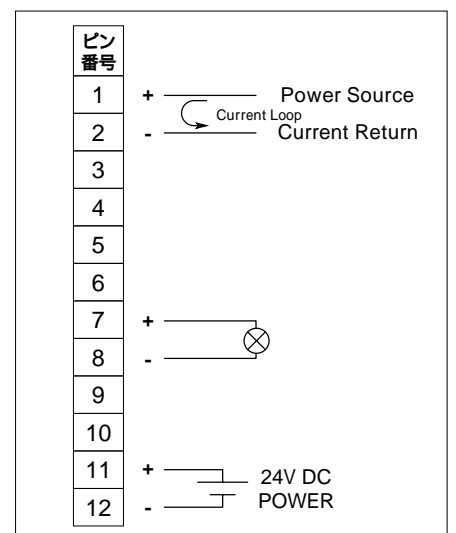 ピン
番号
1 + Power Source
Current Loop
2 - Current Return
3
4
5
6
7 +
8 -
9
10
11 + 24V DC
12 - POWER